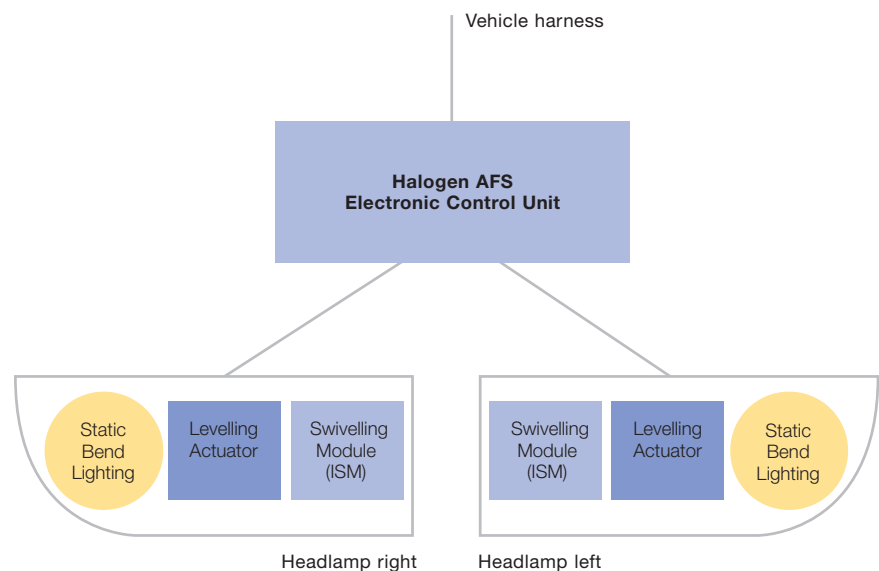 Vehicle harness
Halogen AFS
Electronic Control Unit
Static
Bend
Lighting
Levelling
Actuator
Swivelling
Module
(ISM)
Swivelling
Module
(ISM)
Levelling
Actuator
Static
Bend
Lighting
Headlamp right
Headlamp left